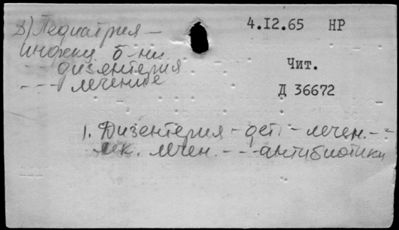 8) Педиатрия -
инфекц б-ни
-- дизентерия
--- лечение
4.12.65 НР
Чит.
Д 36672
1. Дизентерия - дет - лечен. --
лек. лечен. --- антибиотики